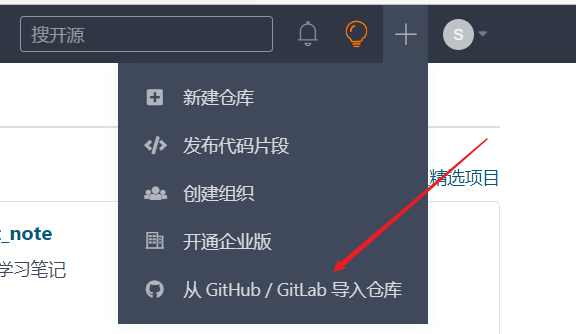 搜开源
S
新建仓库
发布代码片段
创建组织
开通企业版
从 GitHub / GitLab 导入仓库
精选项目
_note
学习笔记